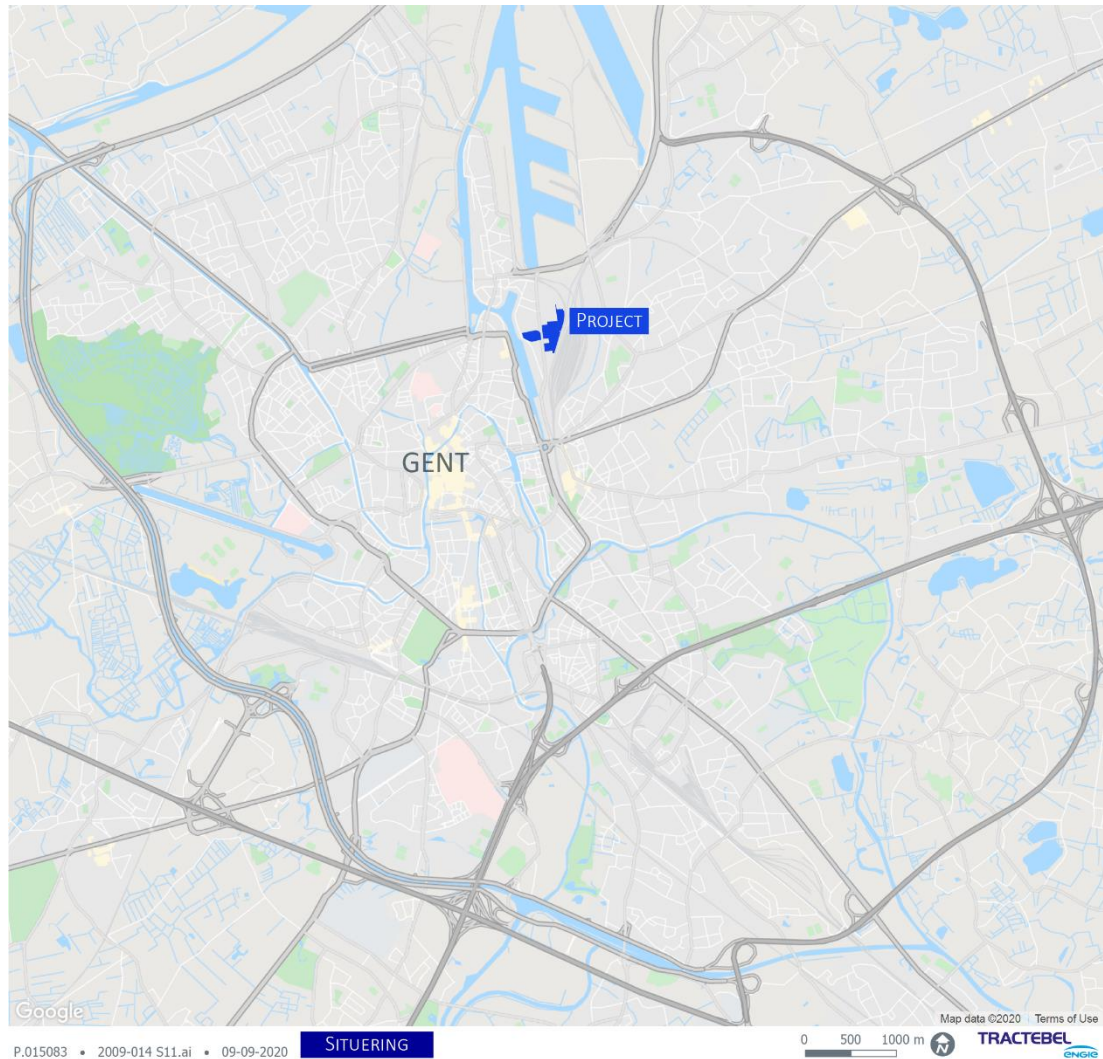 PROJECT
GENT
Google
Map data ©2020 Terms of Use
P.015083 • 2009-014 S11.ai • 09-09-2020
SITUERING
0 500 1000 m
N
TRACTEBEL
ENGIE